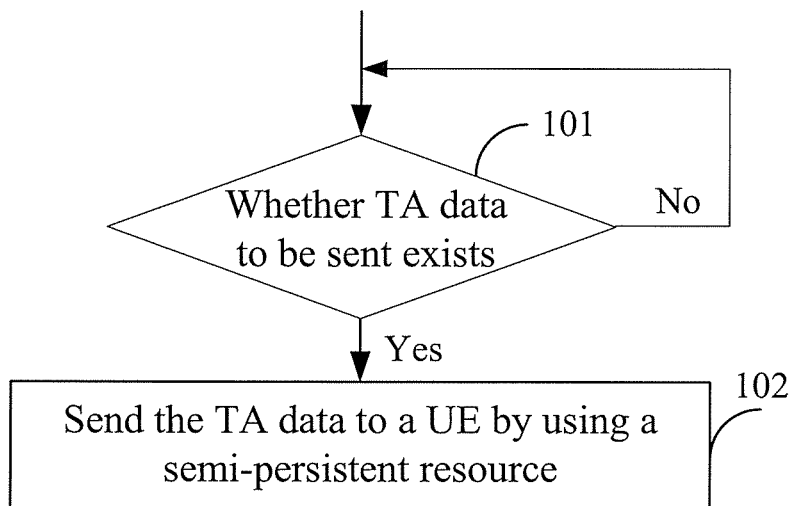 101
Whether TA data
to be sent exists
No
Yes
102
Send the TA data to a UE by using a
semi-persistent resource